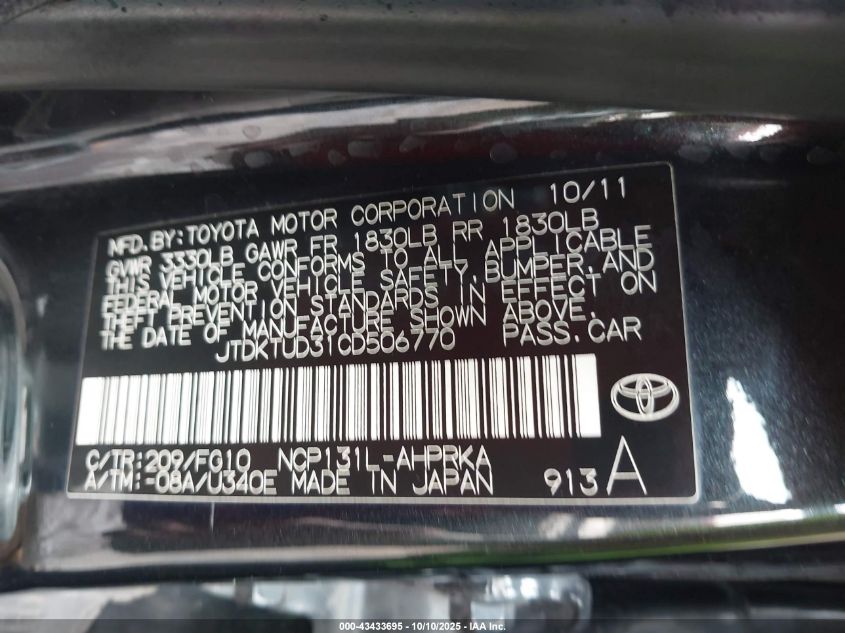 MFD.BY:TOYOTA MOTOR CORPORATION 10/11
GVWR 3330LB GAWR FR 1830LB RR 1830LB
THIS VEHICLE CONFORMS TO ALL APPLICABLE
FEDERAL MOTOR VEHICLE SAFETY,BUMPER,AND
THEFT PREVENTION STANDARDS IN EFFECT ON
THE DATE OF MANUFACTURE SHOWN ABOVE.
JTDKTUD31CD506770 PASS.CAR
C/TR:209/FG10 NCP131L-AHPRKA
A/TM:-08A/U340E MADE IN JAPAN 913A
000-43433695 • 10/10/2025 • IAA Inc.